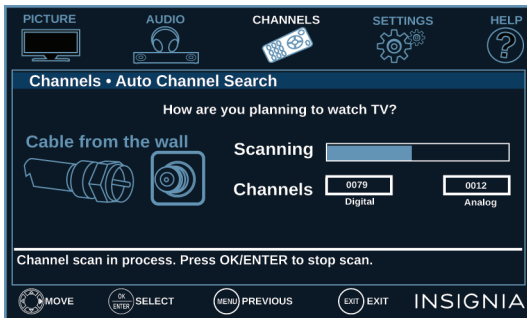 PICTURE AUDIO CHANNELS SETTINGS HELP
Channels • Auto Channel Search
How are you planning to watch TV?
Cable from the wall
Scanning
Channels 0079 0012
Digital Analog
Channel scan in process. Press OK/ENTER to stop scan.
MOVE OK ENTER SELECT MENU PREVIOUS EXIT EXIT INSIGNIA